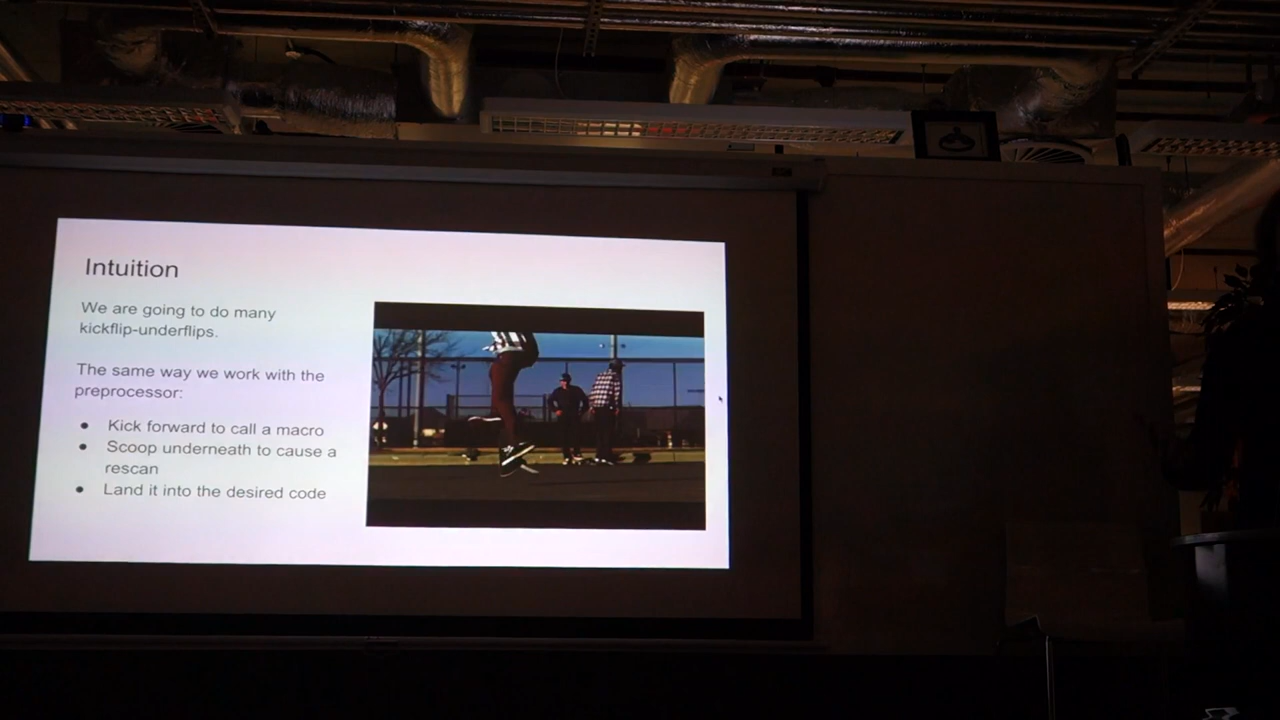 Intuition
We are going to do many
kickflip-underflips.
The same way we work with the
preprocessor:
● Kick forward to call a macro
● Scoop underneath to cause a
rescan
● Land it into the desired code